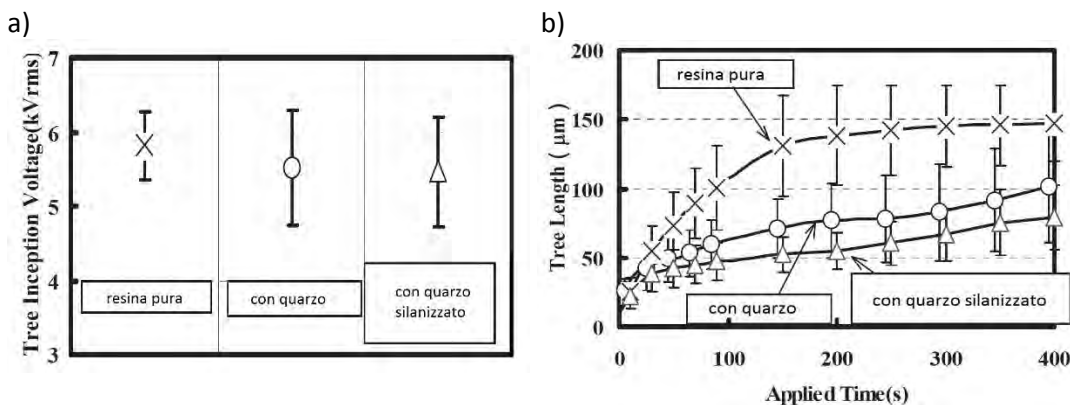 a)
Tree Inception Voltage(kVrms)
7
6
5
4
3
resina pura
con quarzo
con quarzo
silanizzato
b)
Tree Length ( μm)
200
150
100
50
0
resina pura
con quarzo
con quarzo silanizzato
0 100 200 300 400
Applied Time(s)